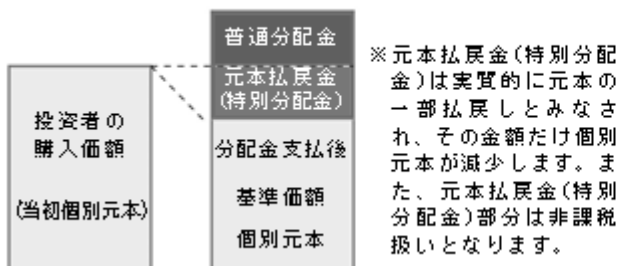 投資者の
購入価額
(当初個別元本)
普通分配金
元本払戻金
(特別分配金)
分配金支払後
基準価額
個別元本
※元本払戻金(特別分配
金)は実質的に元本の
一部払戻しとみなさ
れ、その金額だけ個別
元本が減少します。ま
た、元本払戻金(特別
分配金)部分は非課税
扱いとなります。